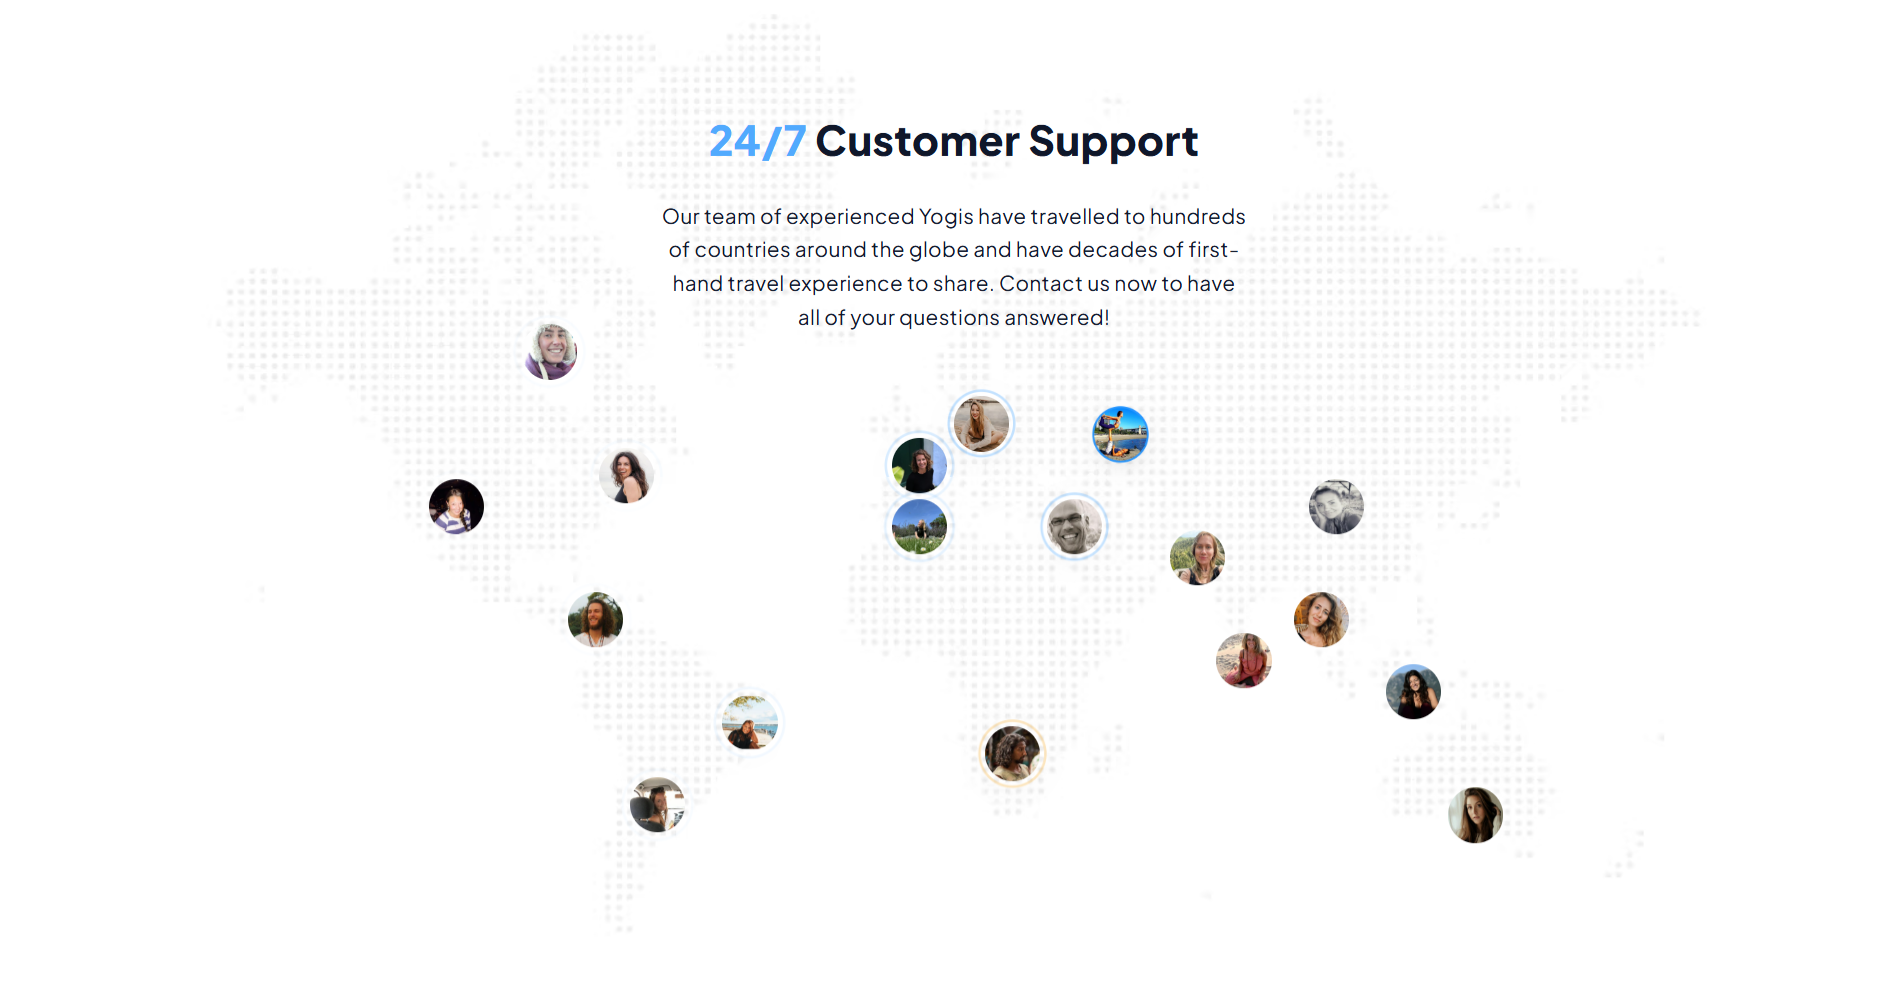 24/7 Customer Support
Our team of experienced Yogis have travelled to hundreds
of countries around the globe and have decades of first-
hand travel experience to share. Contact us now to have
all of your questions answered!